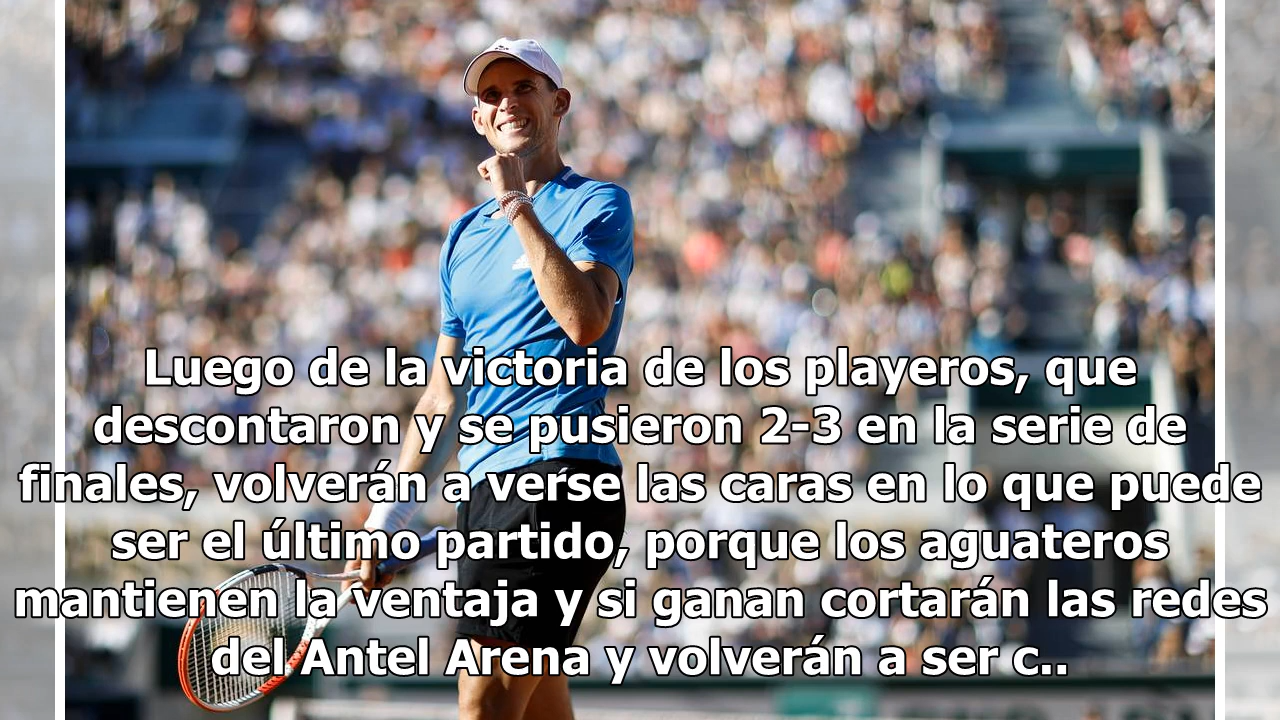 Luego de la victoria de los playeros, que
descontaron y se pusieron 2-3 en la serie de
finales, volverán a verse las caras en lo que puede
ser el último partido, porque los aguateros
mantienen la ventaja y si ganan cortarán las redes
del Antel Arena y volverán a ser c..